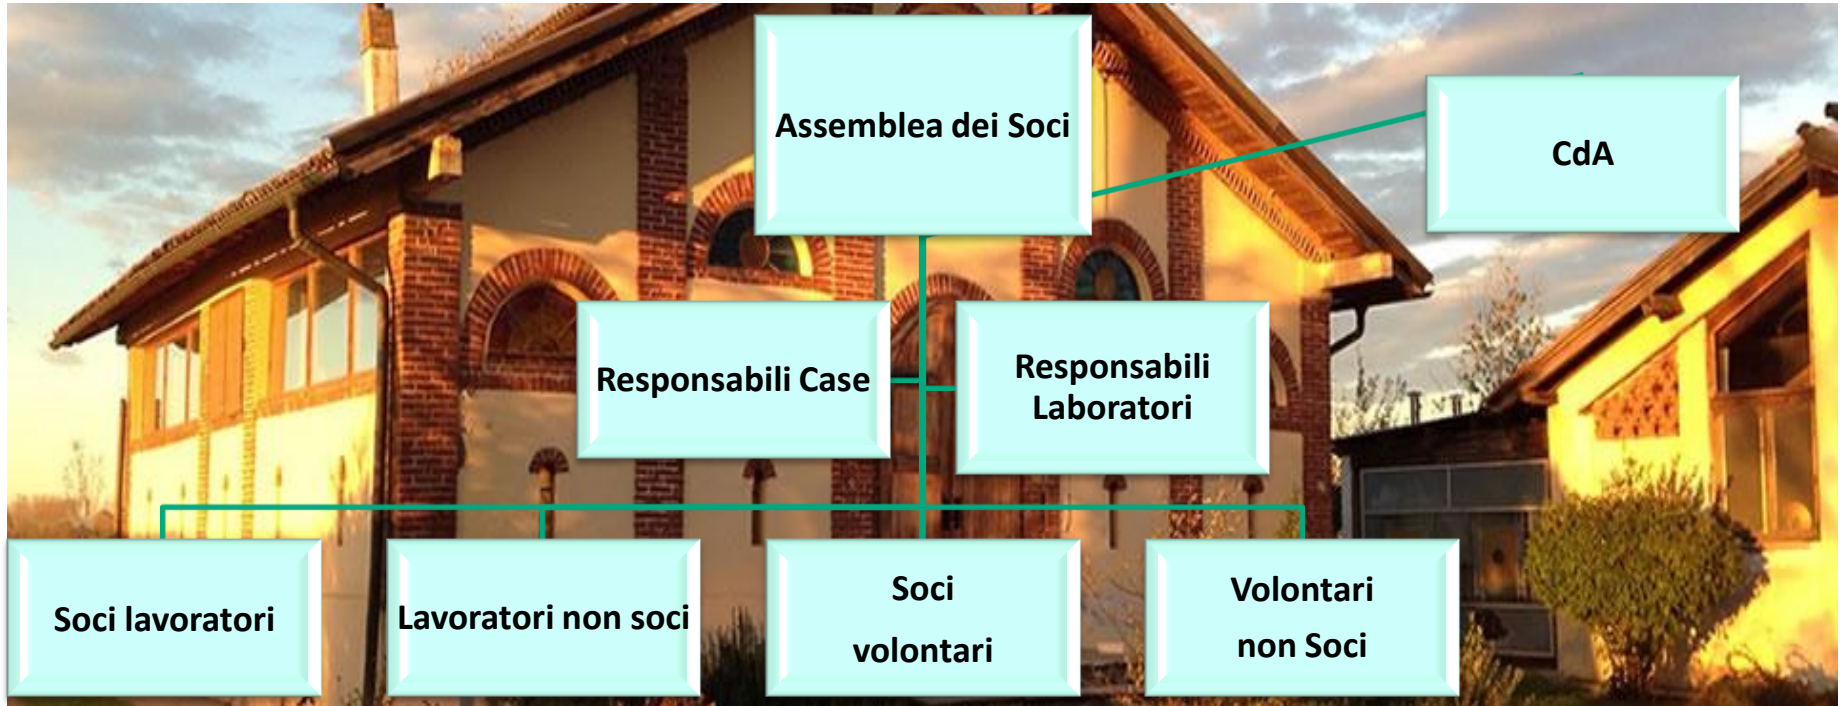 Assemblea dei Soci
CdA
Responsabili Case
Responsabili
Laboratori
Soci lavoratori
Lavoratori non soci
Soci
volontari
Volontari
non Soci